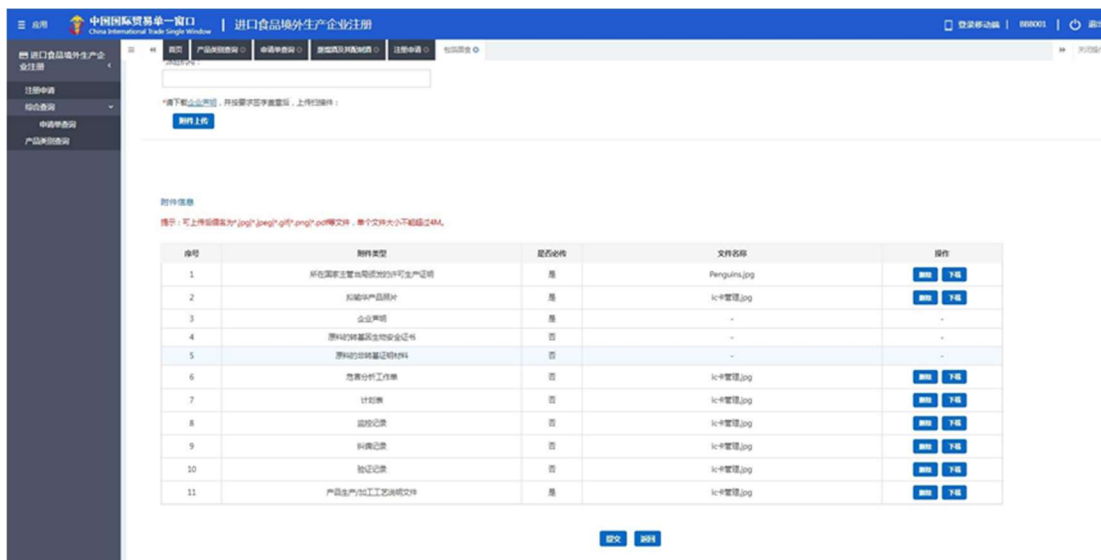 应用
中国国际贸易单一窗口
China International Trade Single Window
进口食品境外生产企业注册
登录移动端
BBB001
退出
进口食品境外生产企业注册
注册申请
综合查询
申请单查询
产品类别查询
首页
产品类别查询
申请单查询
注册申请
*请下载企业声明，并按要求签字盖章后，上传扫描件：
附件上传
附件信息
提示：可上传后缀名为*.jpg|*.jpeg|*.gif|*.png|*.pdf等文件，单个文件大小不能超过4M。
序号 附件类型 是否必传 文件名称 操作
1 所在国家主管当局颁发的许可生产证明 是 Penguins.jpg 删除 下载
2 拟输华产品照片 是 ic卡管理.jpg 删除 下载
3 企业声明 是 - -
4 原料的转基因生物安全证书 否 - -
5 原料的非转基证明材料 否 - -
6 危害分析工作单 否 ic卡管理.jpg 删除 下载
7 计划表 否 ic卡管理.jpg 删除 下载
8 监控记录 否 ic卡管理.jpg 删除 下载
9 纠偏记录 否 ic卡管理.jpg 删除 下载
10 验证记录 否 ic卡管理.jpg 删除 下载
11 产品生产/加工工艺说明文件 是 ic卡管理.jpg 删除 下载
提交 返回